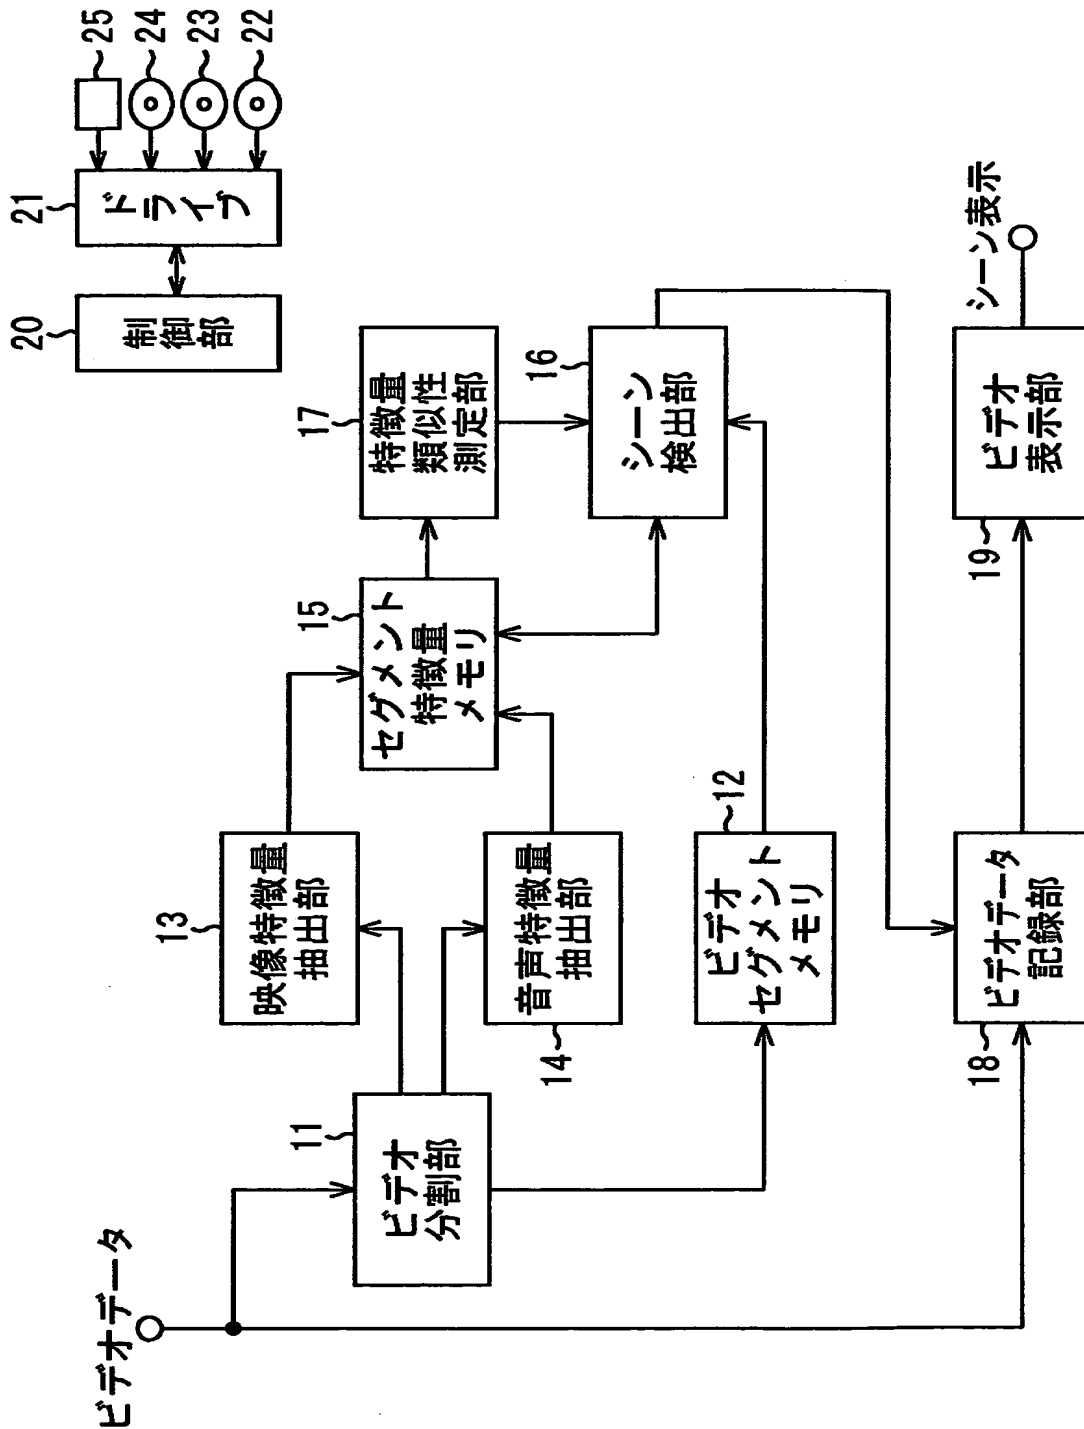 ビデオデータ
11
ビデオ
分割部
13
映像特徴量
抽出部
14
音声特徴量
抽出部
12
ビデオ
セグメント
メモリ
15
セグメント
特徴量
メモリ
17
特徴量
類似性
測定部
16
シーン
検出部
18
ビデオデータ
記録部
19
ビデオ
表示部
シーン表示
20
制御部
21
ドライブ
25
24
23
22